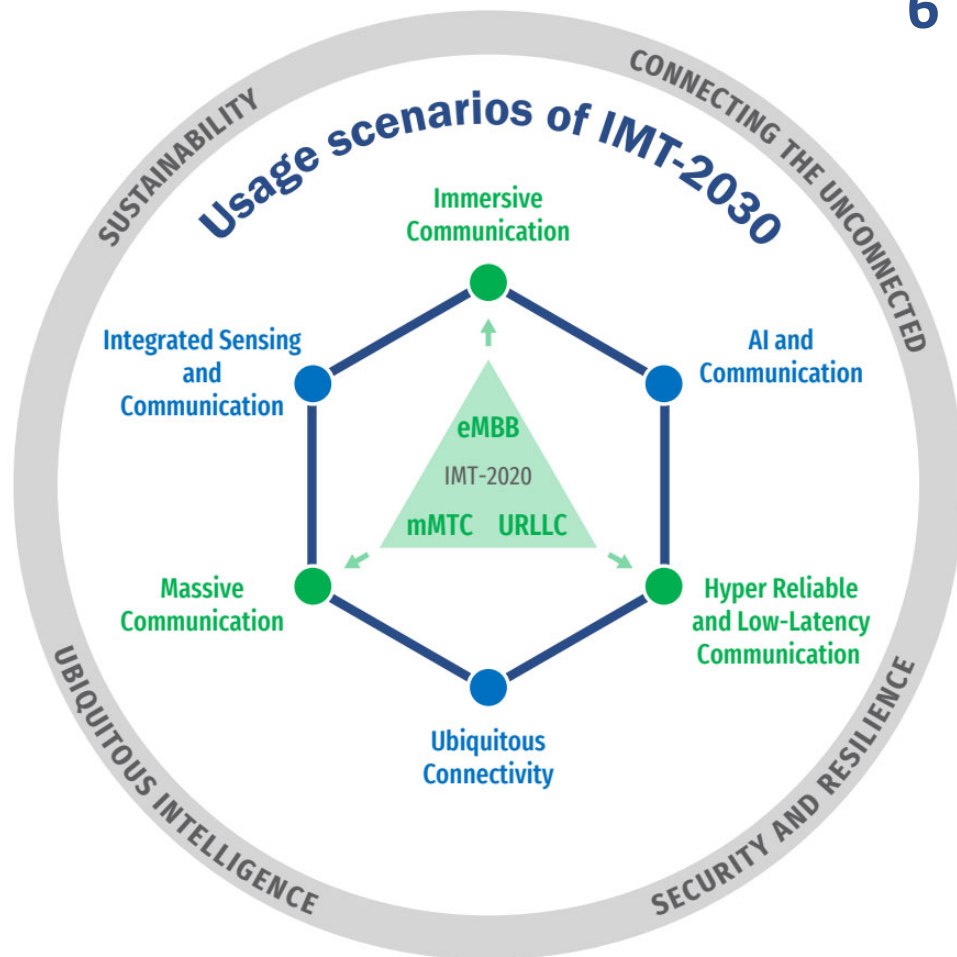 6
SUSTAINABILITY
CONNECTING THE UNCONNECTED
Usage scenarios of IMT-2030
Immersive
Communication
Integrated Sensing
and
Communication
AI and
Communication
eMBB
IMT-2020
mMTC URLLC
Massive
Communication
Hyper Reliable
and Low-Latency
Communication
Ubiquitous
Connectivity
UBIQUITOUS INTELLIGENCE
SECURITY AND RESILIENCE